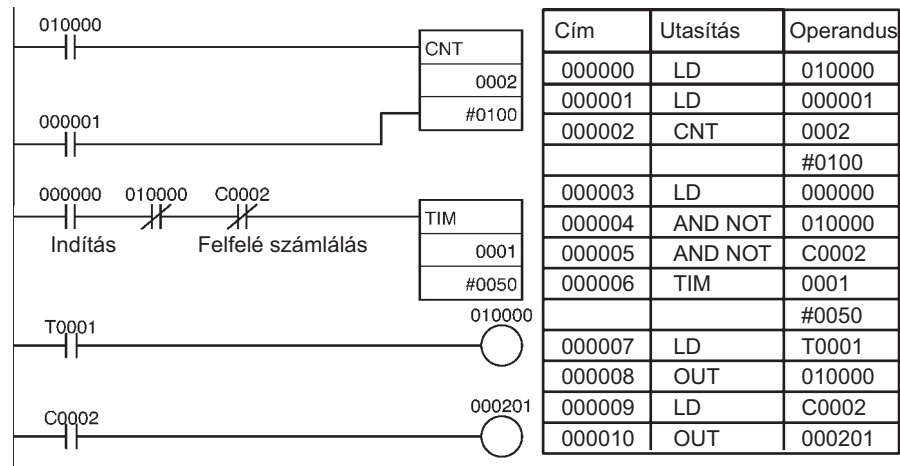 010000
CNT
0002
#0100
000001
000000 010000 C0002
TIM
Indítás Felfelé számlálás
0001
#0050
010000
T0001
000201
C0002
Cím Utasítás Operandus
000000 LD 010000
000001 LD 000001
000002 CNT 0002
#0100
000003 LD 000000
000004 AND NOT 010000
000005 AND NOT C0002
000006 TIM 0001
#0050
000007 LD T0001
000008 OUT 010000
000009 LD C0002
000010 OUT 000201